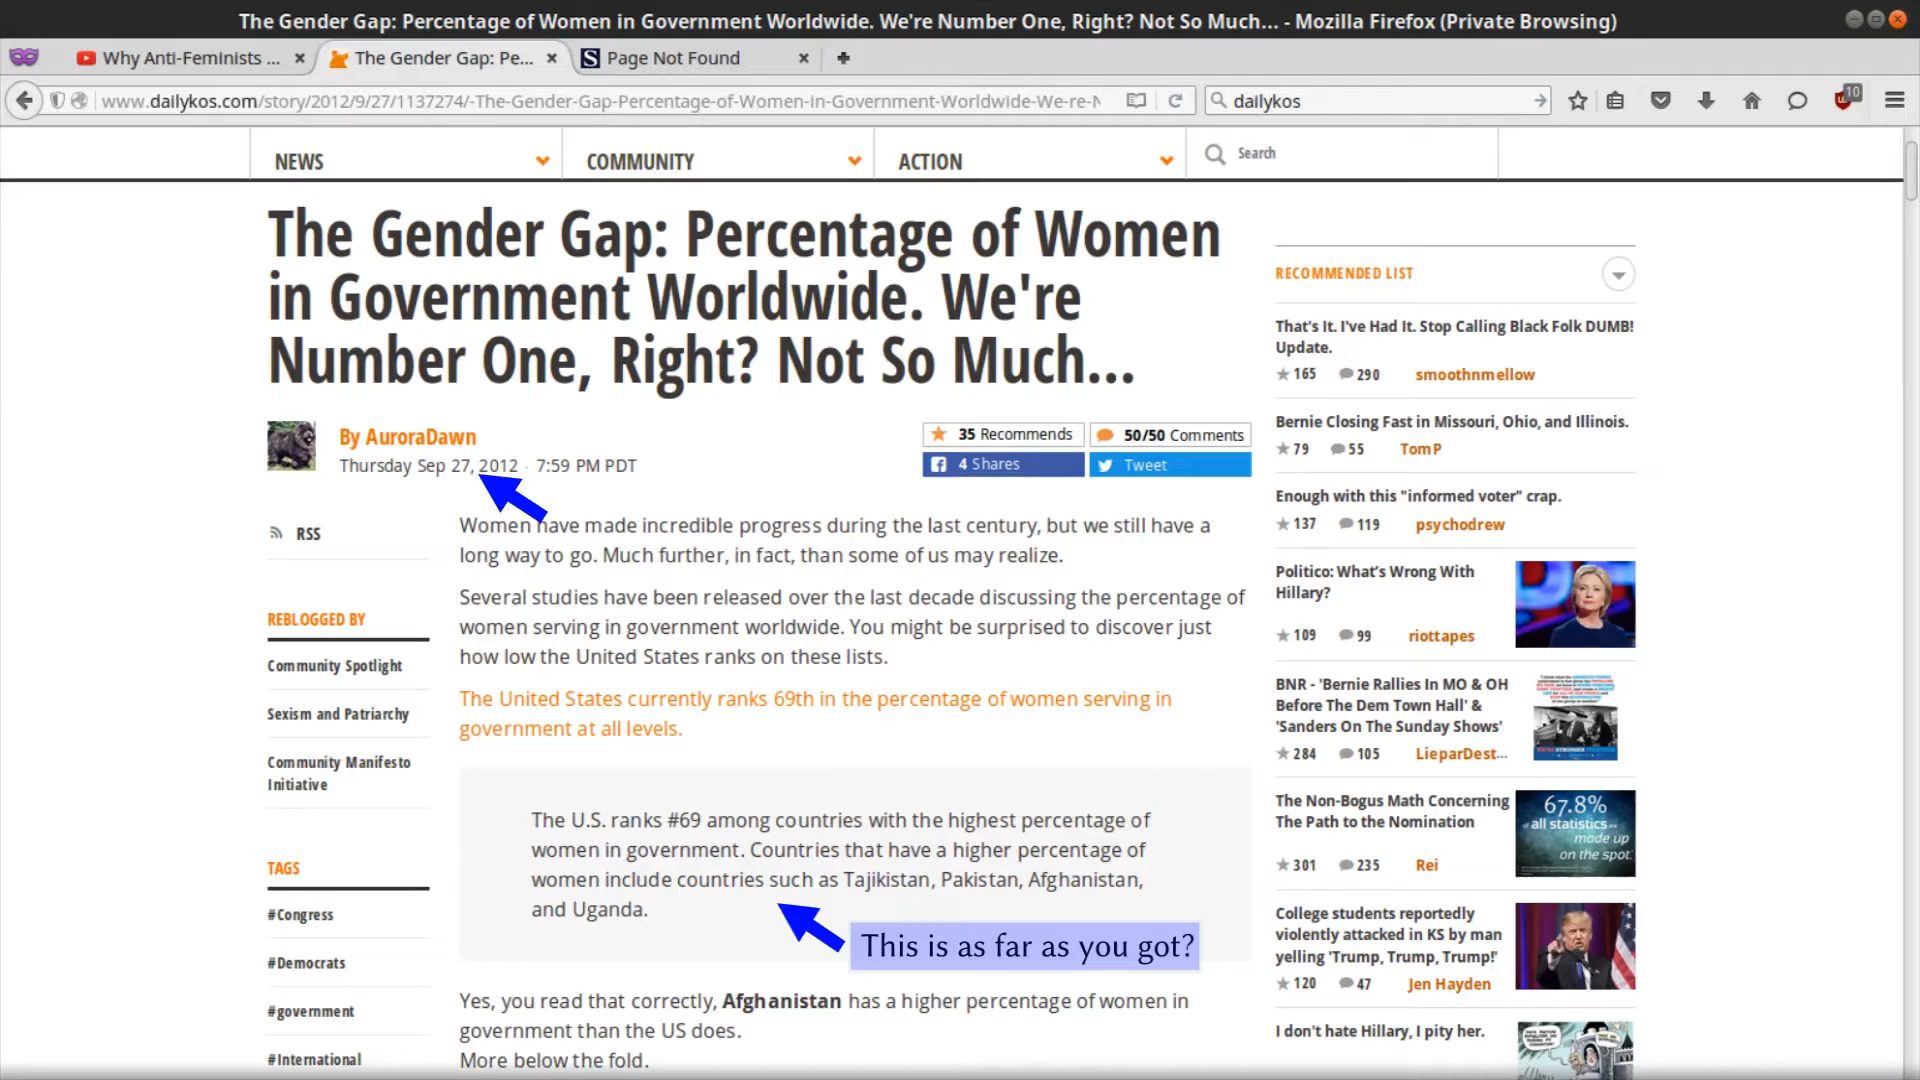 The Gender Gap: Percentage of Women in Government Worldwide. We're Number One, Right? Not So Much... - Mozilla Firefox (Private Browsing)
Why Anti-Feminists ...
The Gender Gap: Pe...
Page Not Found
www.dailykos.com/story/2012/9/27/1137274/-The-Gender-Gap-Percentage-of-Women-in-Government-Worldwide-We-re-N
dailykos
10
NEWS
COMMUNITY
ACTION
Search
The Gender Gap: Percentage of Women
in Government Worldwide. We're
Number One, Right? Not So Much...
By AuroraDawn
Thursday Sep 27, 2012 · 7:59 PM PDT
35 Recommends
50/50 Comments
4 Shares
Tweet
RSS
REBLOGGED BY
Community Spotlight
Sexism and Patriarchy
Community Manifesto
Initiative
TAGS
#Congress
#Democrats
#government
#International
Women have made incredible progress during the last century, but we still have a
long way to go. Much further, in fact, than some of us may realize.
Several studies have been released over the last decade discussing the percentage of
women serving in government worldwide. You might be surprised to discover just
how low the United States ranks on these lists.
The United States currently ranks 69th in the percentage of women serving in
government at all levels.
The U.S. ranks #69 among countries with the highest percentage of
women in government. Countries that have a higher percentage of
women include countries such as Tajikistan, Pakistan, Afghanistan,
and Uganda.
This is as far as you got?
Yes, you read that correctly, Afghanistan has a higher percentage of women in
government than the US does.
More below the fold.
RECOMMENDED LIST
That's It. I've Had It. Stop Calling Black Folk DUMB!
Update.
165 290 smoothnmellow
Bernie Closing Fast in Missouri, Ohio, and Illinois.
79 55 TomP
Enough with this "informed voter" crap.
137 119 psychodrew
Politico: What's Wrong With
Hillary?
109 99 riottapes
BNR - 'Bernie Rallies In MO & OH
Before The Dem Town Hall' &
'Sanders On The Sunday Shows'
284 105 LieparDest...
The Non-Bogus Math Concerning
The Path to the Nomination
301 235 Rei
67.8%
of all statistics are
made up
on the spot.
College students reportedly
violently attacked in KS by man
yelling 'Trump, Trump, Trump!'
120 47 Jen Hayden
I don't hate Hillary, I pity her.